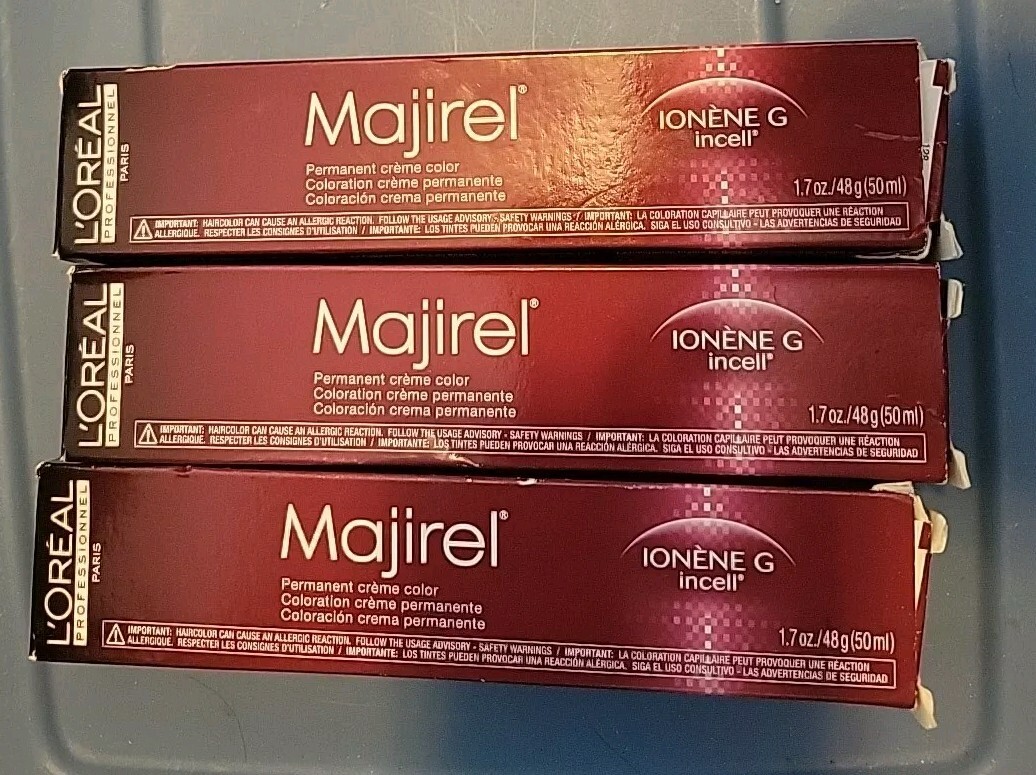 L'ORÉAL
PROFESSIONNEL
PARIS
Majirel®
Permanent crème color
Coloration crème permanente
Coloración crema permanente
IONÈNE G
incell®
1.7 oz./48 g (50 ml)
IMPORTANT: HAIRCOLOR CAN CAUSE AN ALLERGIC REACTION. FOLLOW THE USAGE ADVISORY - SAFETY WARNINGS / IMPORTANT: LA COLORATION CAPILLAIRE PEUT PROVOQUER UNE RÉACTION
ALLERGIQUE. RESPECTER LES CONSIGNES D'UTILISATION / IMPORTANTE: LOS TINTES PUEDEN PROVOCAR UNA REACCIÓN ALÉRGICA. SIGA EL USO CONSULTIVO - LAS ADVERTENCIAS DE SEGURIDAD
L'ORÉAL
PROFESSIONNEL
PARIS
Majirel®
Permanent crème color
Coloration crème permanente
Coloración crema permanente
IONÈNE G
incell®
1.7 oz./48 g (50 ml)
IMPORTANT: HAIRCOLOR CAN CAUSE AN ALLERGIC REACTION. FOLLOW THE USAGE ADVISORY - SAFETY WARNINGS / IMPORTANT: LA COLORATION CAPILLAIRE PEUT PROVOQUER UNE RÉACTION
ALLERGIQUE. RESPECTER LES CONSIGNES D'UTILISATION / IMPORTANTE: LOS TINTES PUEDEN PROVOCAR UNA REACCIÓN ALÉRGICA. SIGA EL USO CONSULTIVO - LAS ADVERTENCIAS DE SEGURIDAD
L'ORÉAL
PROFESSIONNEL
PARIS
Majirel®
Permanent crème color
Coloration crème permanente
Coloración crema permanente
IONÈNE G
incell®
1.7 oz./48 g (50 ml)
IMPORTANT: HAIRCOLOR CAN CAUSE AN ALLERGIC REACTION. FOLLOW THE USAGE ADVISORY - SAFETY WARNINGS / IMPORTANT: LA COLORATION CAPILLAIRE PEUT PROVOQUER UNE RÉACTION
ALLERGIQUE. RESPECTER LES CONSIGNES D'UTILISATION / IMPORTANTE: LOS TINTES PUEDEN PROVOCAR UNA REACCIÓN ALÉRGICA. SIGA EL USO CONSULTIVO - LAS ADVERTENCIAS DE SEGURIDAD